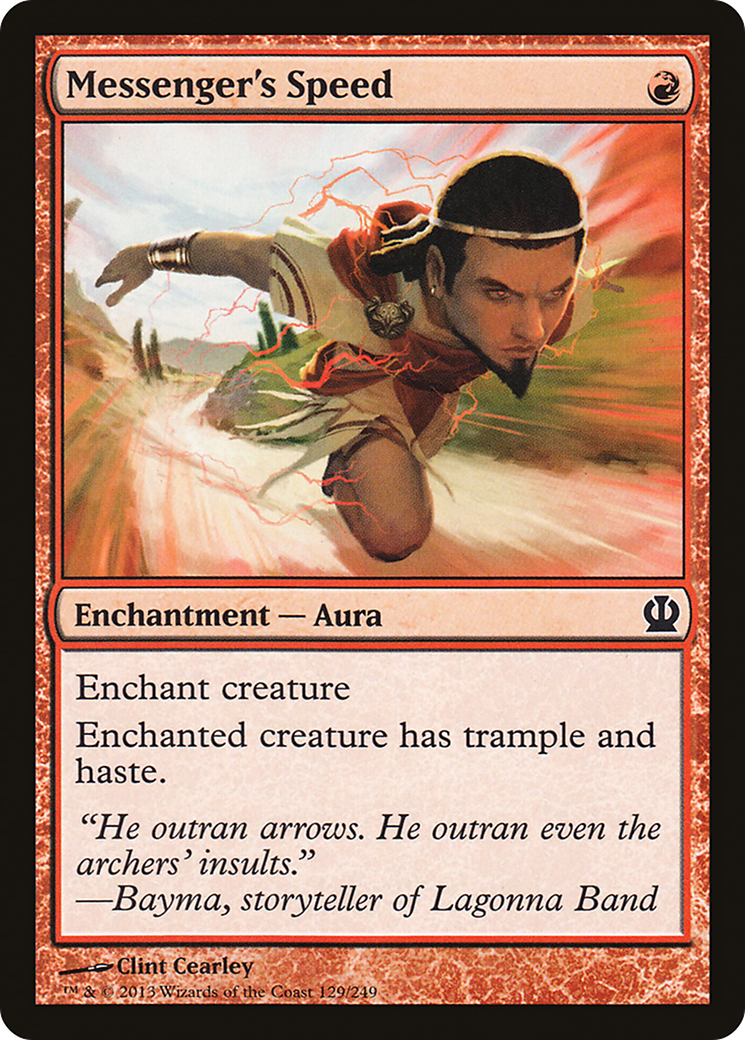 Messenger's Speed
Enchantment — Aura
Enchant creature
Enchanted creature has trample and
haste.
“He outran arrows. He outran even the
archers’ insults.”
—Bayma, storyteller of Lagonna Band
Clint Cearley
™ & © 2013 Wizards of the Coast 129/249